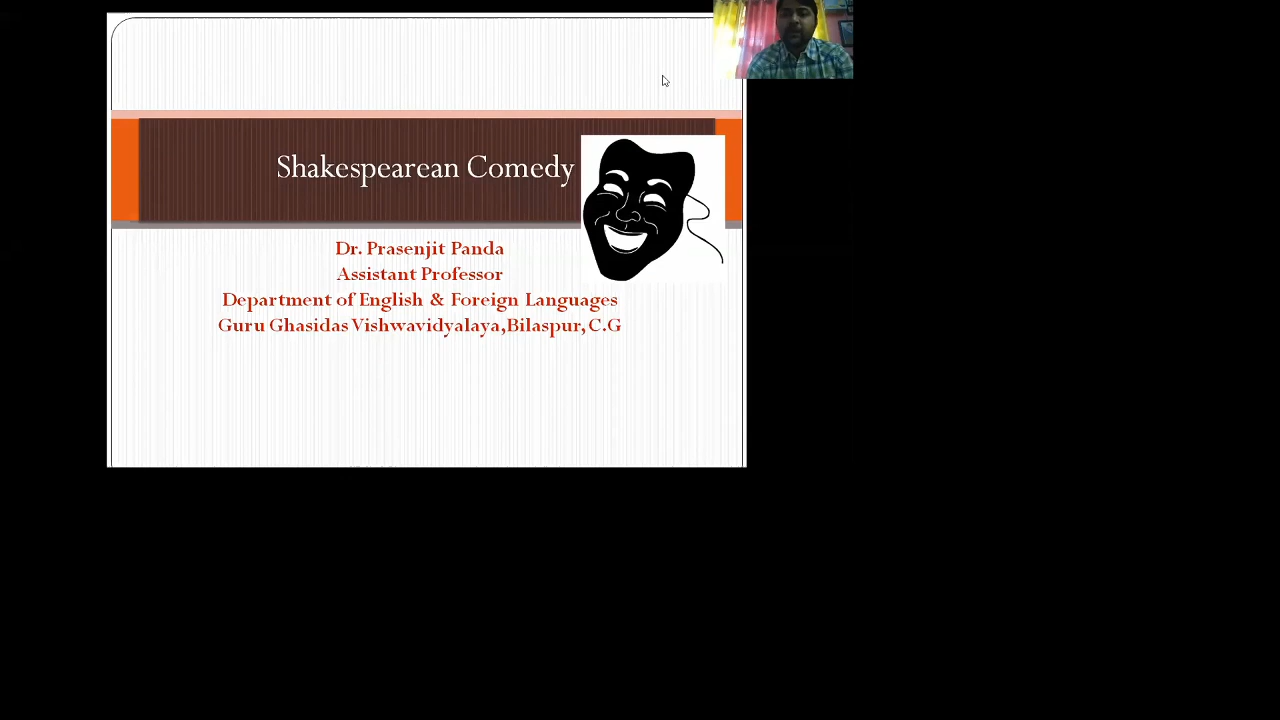 Shakespearean Comedy
Dr. Prasenjit Panda
Assistant Professor
Department of English & Foreign Languages
Guru Ghasidas Vishwavidyalaya,Bilaspur,C.G